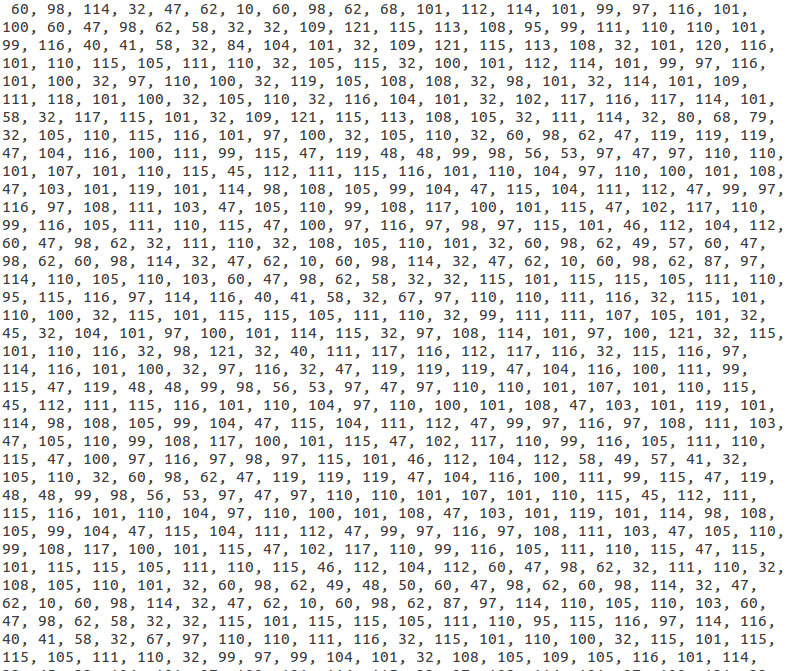 60, 98, 114, 32, 47, 62, 10, 60, 98, 62, 68, 101, 112, 114, 101, 99, 97, 116, 101,
100, 60, 47, 98, 62, 58, 32, 32, 109, 121, 115, 113, 108, 95, 99, 111, 110, 110, 101,
99, 116, 40, 41, 58, 32, 84, 104, 101, 32, 109, 121, 115, 113, 108, 32, 101, 120, 116,
101, 110, 115, 105, 111, 110, 32, 105, 115, 32, 100, 101, 112, 114, 101, 99, 97, 116,
101, 100, 32, 97, 110, 100, 32, 119, 105, 108, 108, 32, 98, 101, 32, 114, 101, 109,
111, 118, 101, 100, 32, 105, 110, 32, 116, 104, 101, 32, 102, 117, 116, 117, 114, 101,
58, 32, 117, 115, 101, 32, 109, 121, 115, 113, 108, 105, 32, 111, 114, 32, 80, 68, 79,
32, 105, 110, 115, 116, 101, 97, 100, 32, 105, 110, 32, 60, 98, 62, 47, 119, 119, 119,
47, 104, 116, 100, 111, 99, 115, 47, 119, 48, 48, 99, 98, 56, 53, 97, 47, 97, 110, 110,
101, 107, 101, 110, 115, 45, 112, 111, 115, 116, 101, 110, 104, 97, 110, 100, 101, 108,
47, 103, 101, 119, 101, 114, 98, 108, 105, 99, 104, 47, 115, 104, 111, 112, 47, 99, 97,
116, 97, 108, 111, 103, 47, 105, 110, 99, 108, 117, 100, 101, 115, 47, 102, 117, 110,
99, 116, 105, 111, 110, 115, 47, 100, 97, 116, 97, 98, 97, 115, 101, 46, 112, 104, 112,
60, 47, 98, 62, 32, 111, 110, 32, 108, 105, 110, 101, 32, 60, 98, 62, 49, 57, 60, 47,
98, 62, 60, 98, 114, 32, 47, 62, 10, 60, 98, 114, 32, 47, 62, 10, 60, 98, 62, 87, 97,
114, 110, 105, 110, 103, 60, 47, 98, 62, 58, 32, 32, 115, 101, 115, 115, 105, 111, 110,
95, 115, 116, 97, 114, 116, 40, 41, 58, 32, 67, 97, 110, 110, 111, 116, 32, 115, 101,
110, 100, 32, 115, 101, 115, 115, 105, 111, 110, 32, 99, 111, 111, 107, 105, 101, 32,
45, 32, 104, 101, 97, 100, 101, 114, 115, 32, 97, 108, 114, 101, 97, 100, 121, 32, 115,
101, 110, 116, 32, 98, 121, 32, 40, 111, 117, 116, 112, 117, 116, 32, 115, 116, 97,
114, 116, 101, 100, 32, 97, 116, 32, 47, 119, 119, 119, 47, 104, 116, 100, 111, 99,
115, 47, 119, 48, 48, 99, 98, 56, 53, 97, 47, 97, 110, 110, 101, 107, 101, 110, 115,
45, 112, 111, 115, 116, 101, 110, 104, 97, 110, 100, 101, 108, 47, 103, 101, 119, 101,
114, 98, 108, 105, 99, 104, 47, 115, 104, 111, 112, 47, 99, 97, 116, 97, 108, 111, 103,
47, 105, 110, 99, 108, 117, 100, 101, 115, 47, 102, 117, 110, 99, 116, 105, 111, 110,
115, 47, 100, 97, 116, 97, 98, 97, 115, 101, 46, 112, 104, 112, 58, 49, 57, 41, 32,
105, 110, 32, 60, 98, 62, 47, 119, 119, 119, 47, 104, 116, 100, 111, 99, 115, 47, 119,
48, 48, 99, 98, 56, 53, 97, 47, 97, 110, 110, 101, 107, 101, 110, 115, 45, 112, 111,
115, 116, 101, 110, 104, 97, 110, 100, 101, 108, 47, 103, 101, 119, 101, 114, 98, 108,
105, 99, 104, 47, 115, 104, 111, 112, 47, 99, 97, 116, 97, 108, 111, 103, 47, 105, 110,
99, 108, 117, 100, 101, 115, 47, 102, 117, 110, 99, 116, 105, 111, 110, 115, 47, 115,
101, 115, 115, 105, 111, 110, 115, 46, 112, 104, 112, 60, 47, 98, 62, 32, 111, 110, 32,
108, 105, 110, 101, 32, 60, 98, 62, 49, 48, 50, 60, 47, 98, 62, 60, 98, 114, 32, 47,
62, 10, 60, 98, 114, 32, 47, 62, 10, 60, 98, 62, 87, 97, 114, 110, 105, 110, 103, 60,
47, 98, 62, 58, 32, 32, 115, 101, 115, 115, 105, 111, 110, 95, 115, 116, 97, 114, 116,
40, 41, 58, 32, 67, 97, 110, 110, 111, 116, 32, 115, 101, 110, 100, 32, 115, 101, 115,
115, 105, 111, 110, 32, 99, 97, 99, 104, 101, 32, 108, 105, 109, 105, 116, 101, 114,